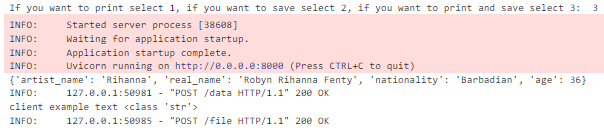 If you want to print select 1, if you want to save select 2, if you want to print and save select 3:  3
INFO:     Started server process [38608]
INFO:     Waiting for application startup.
INFO:     Application startup complete.
INFO:     Uvicorn running on http://0.0.0.0:8000 (Press CTRL+C to quit)
{'artist_name': 'Rihanna', 'real_name': 'Robyn Rihanna Fenty', 'nationality': 'Barbadian', 'age': 36}
INFO:     127.0.0.1:50981 - "POST /data HTTP/1.1" 200 OK
client example text <class 'str'>
INFO:     127.0.0.1:50985 - "POST /file HTTP/1.1" 200 OK